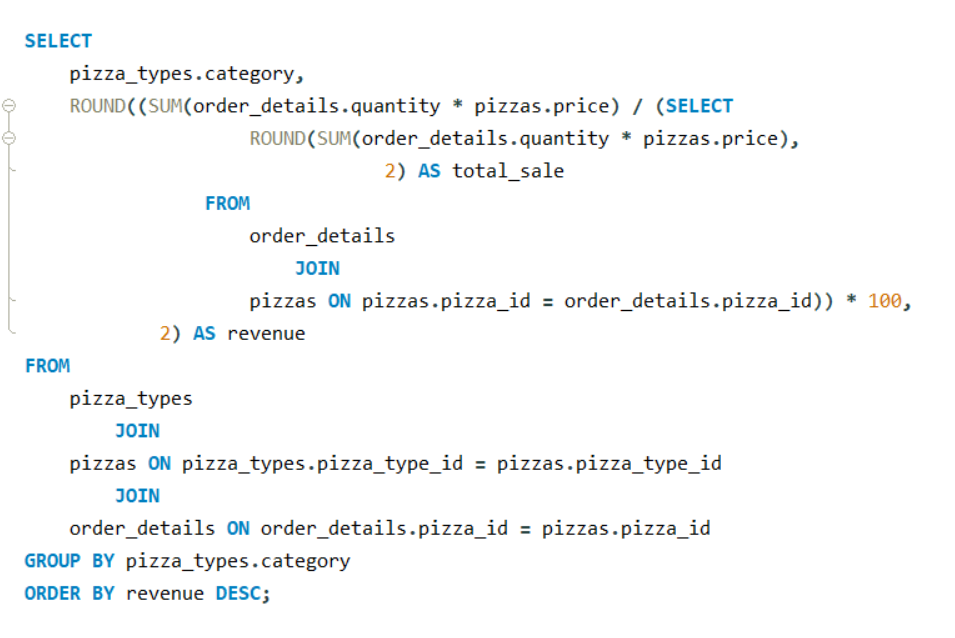 SELECT
    pizza_types.category,
    ROUND((SUM(order_details.quantity * pizzas.price) / (SELECT
                    ROUND(SUM(order_details.quantity * pizzas.price),
                                2) AS total_sale
                FROM
                    order_details
                        JOIN
                    pizzas ON pizzas.pizza_id = order_details.pizza_id)) * 100,
            2) AS revenue
FROM
    pizza_types
        JOIN
    pizzas ON pizza_types.pizza_type_id = pizzas.pizza_type_id
        JOIN
    order_details ON order_details.pizza_id = pizzas.pizza_id
GROUP BY pizza_types.category
ORDER BY revenue DESC;